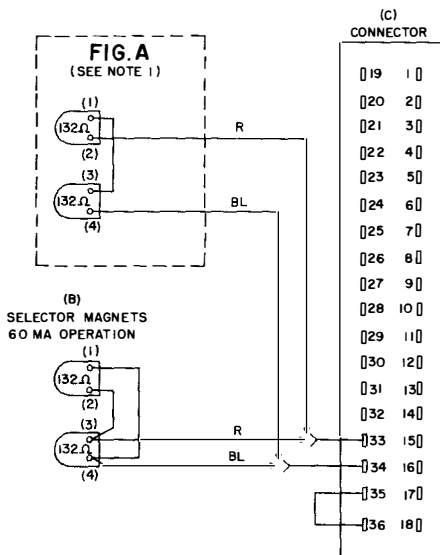 (C)
CONNECTOR
FIG. A
(SEE NOTE 1)
(1)
132Ω
(2)
R
(3)
132Ω
(4)
BL
(B)
SELECTOR MAGNETS
60 MA OPERATION
(1)
132Ω
(2)
(3)
132Ω
(4)
R
BL
19 1
20 2
21 3
22 4
23 5
24 6
25 7
26 8
27 9
28 10
29 11
30 12
31 13
32 14
33 15
34 16
35 17
36 18